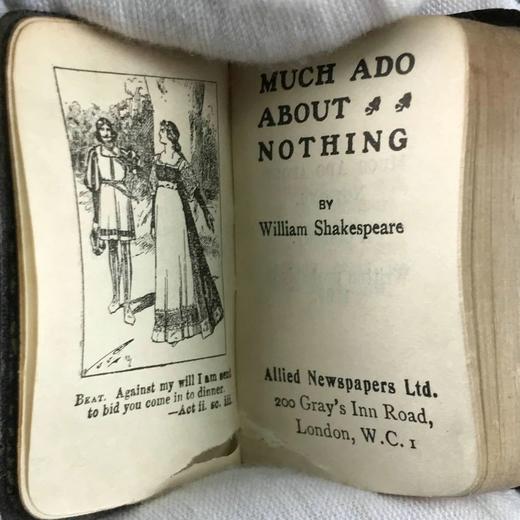 BEAT. Against my will I am sent
to bid you come in to dinner.
—Act ii. sc. iii.
MUCH ADO
ABOUT
NOTHING
BY
William Shakespeare
Allied Newspapers Ltd.
200 Gray's Inn Road,
London, W.C. 1